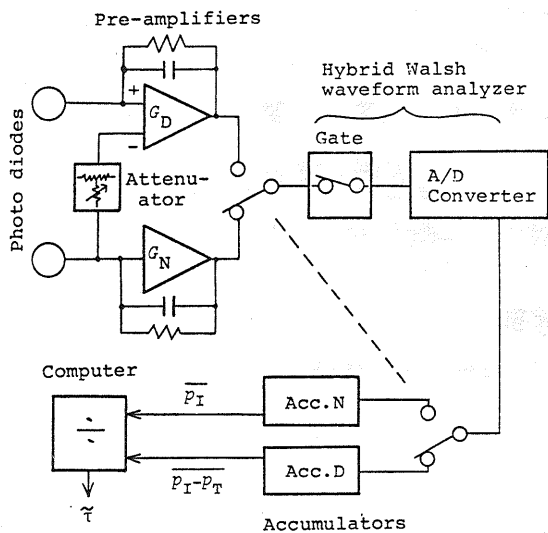 Pre-amplifiers
Hybrid Walsh
waveform analyzer
+
G_D
−
Gate
Photo diodes
Attenu-
ator
A/D
Converter
G_N
Computer
p_I
Acc.N
÷
p_I-p_T
Acc.D
τ̃
Accumulators